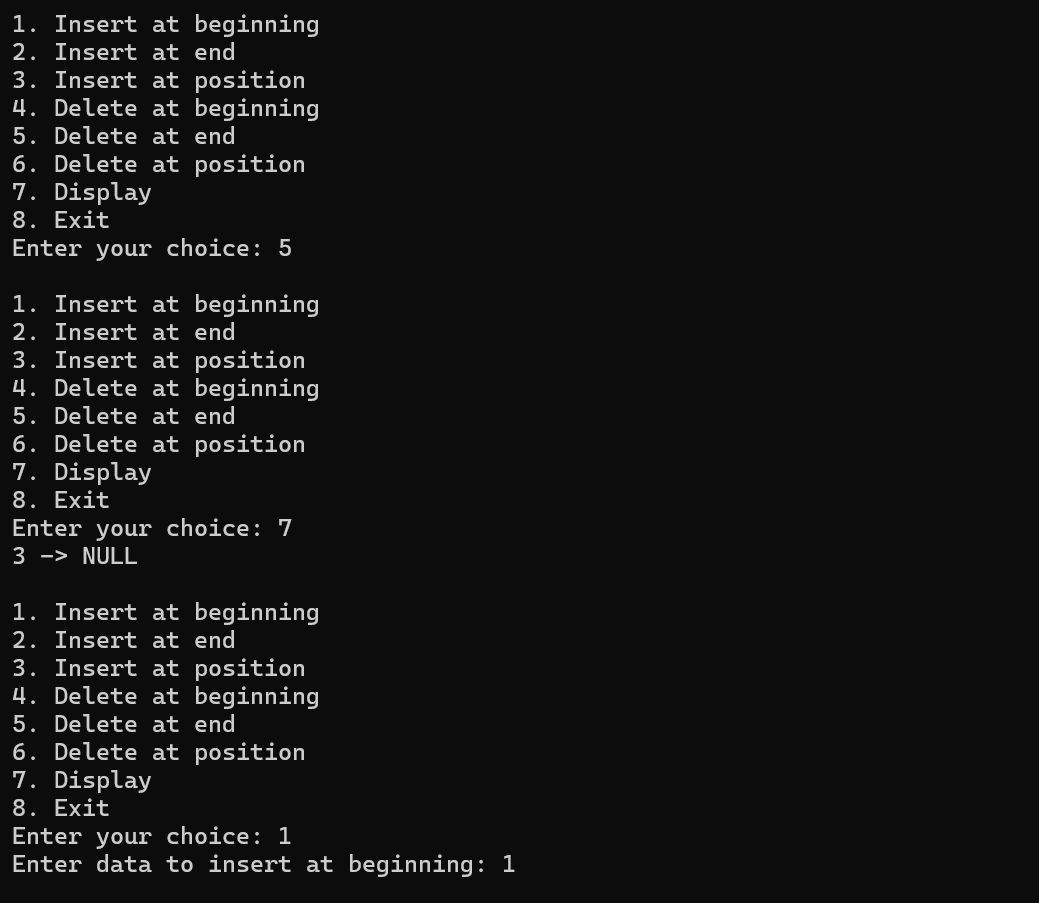 1. Insert at beginning
2. Insert at end
3. Insert at position
4. Delete at beginning
5. Delete at end
6. Delete at position
7. Display
8. Exit
Enter your choice: 5
1. Insert at beginning
2. Insert at end
3. Insert at position
4. Delete at beginning
5. Delete at end
6. Delete at position
7. Display
8. Exit
Enter your choice: 7
3 -> NULL
1. Insert at beginning
2. Insert at end
3. Insert at position
4. Delete at beginning
5. Delete at end
6. Delete at position
7. Display
8. Exit
Enter your choice: 1
Enter data to insert at beginning: 1